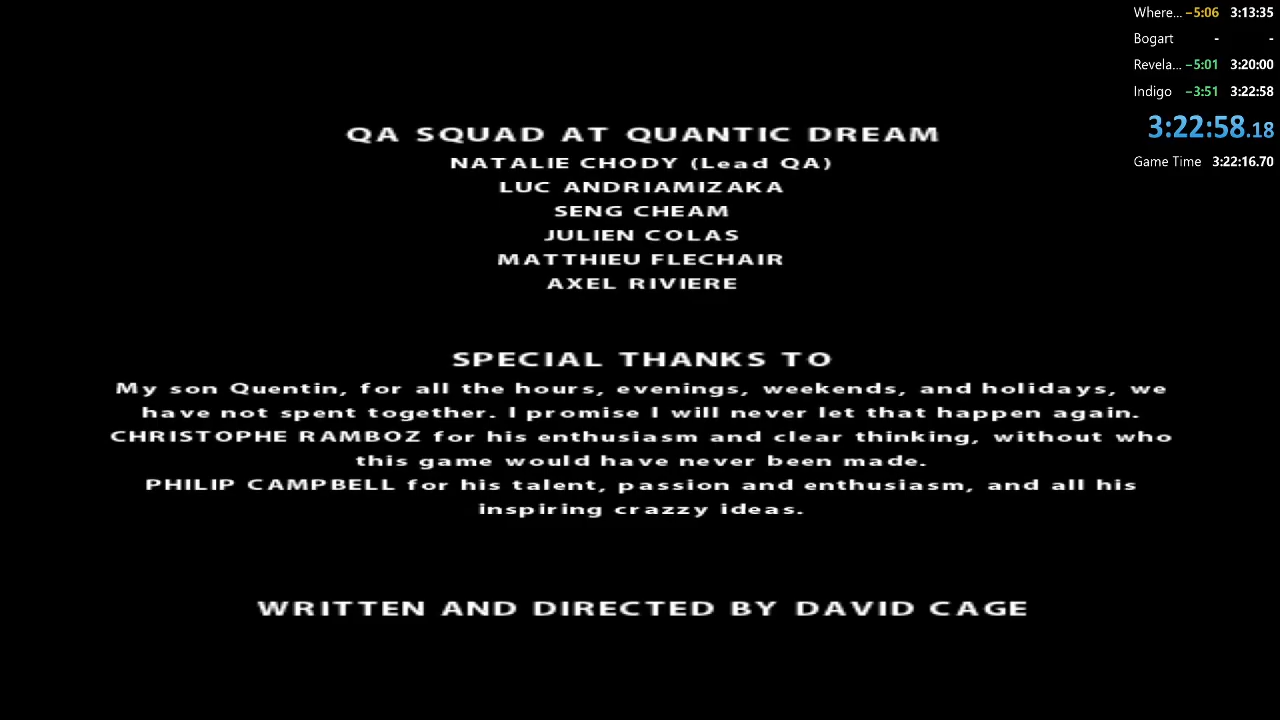 Where... −5:06 3:13:35
Bogart - -
Revela... −5:01 3:20:00
Indigo −3:51 3:22:58
3:22:58.18
Game Time 3:22:16.70
QA SQUAD AT QUANTIC DREAM
NATALIE CHODY (Lead QA)
LUC ANDRIAMIZAKA
SENG CHEAM
JULIEN COLAS
MATTHIEU FLECHAIR
AXEL RIVIERE
SPECIAL THANKS TO
My son Quentin, for all the hours, evenings, weekends, and holidays, we
have not spent together. I promise I will never let that happen again.
CHRISTOPHE RAMBOZ for his enthusiasm and clear thinking, without who
this game would have never been made.
PHILIP CAMPBELL for his talent, passion and enthusiasm, and all his
inspiring crazzy ideas.
WRITTEN AND DIRECTED BY DAVID CAGE